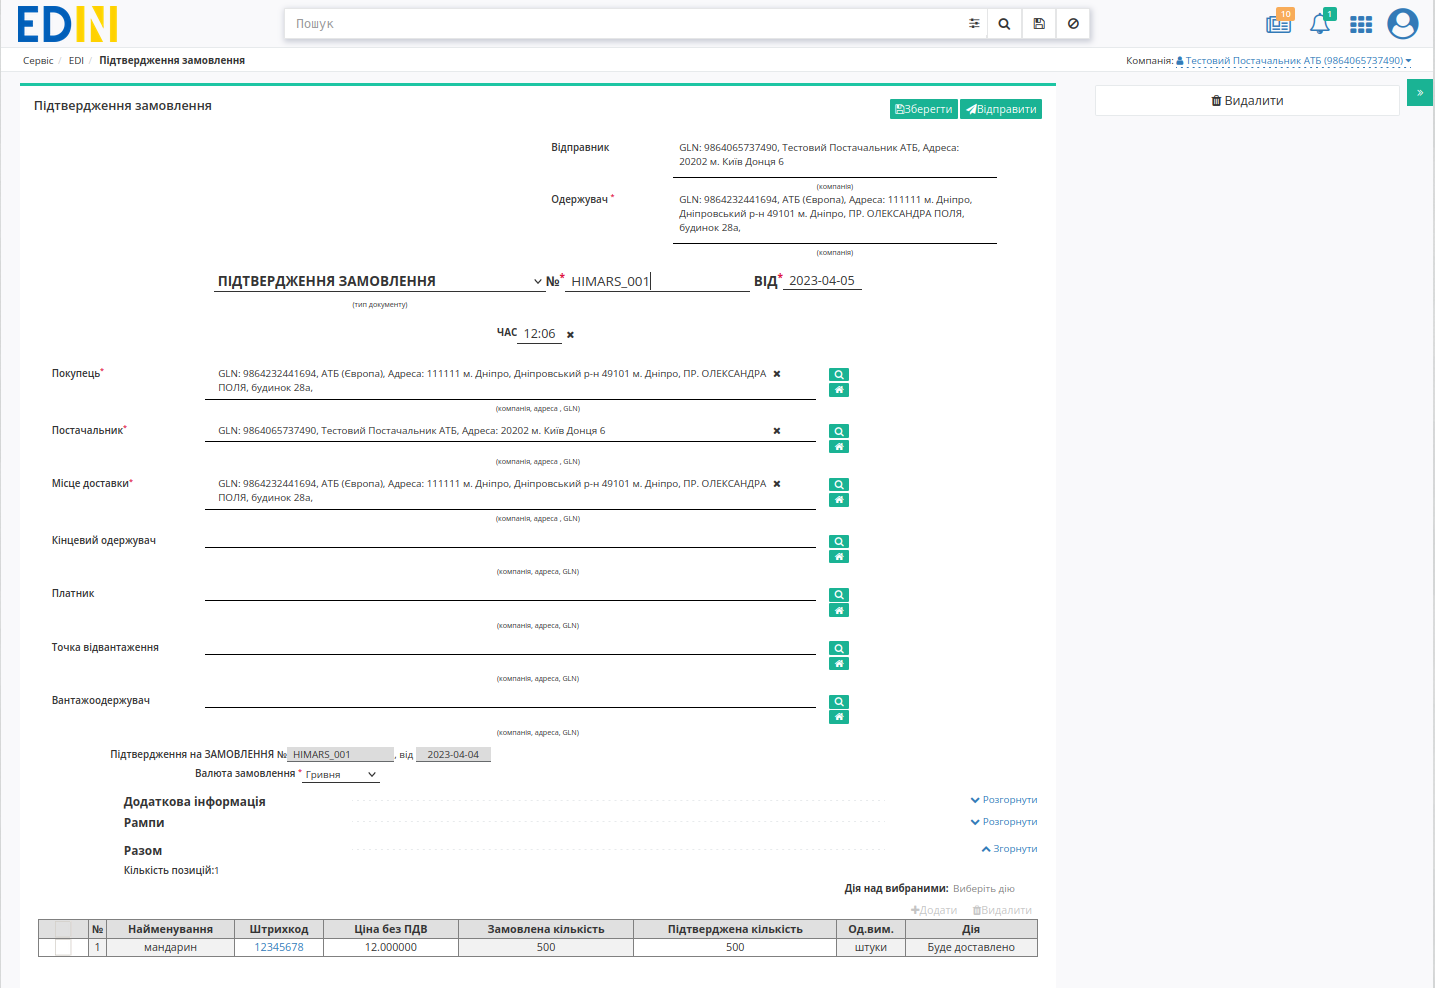 EDIN
Пошук
10
1
Сервіс / EDI / Підтвердження замовлення
Компанія: Тестовий Постачальник АТБ (9864065737490)
Підтвердження замовлення
Зберегти
Відправити
Видалити
»
Відправник
GLN: 9864065737490, Тестовий Постачальник АТБ, Адреса:
20202 м. Київ Донця 6
(компанія)
Одержувач *
GLN: 9864232441694, АТБ (Європа), Адреса: 111111 м. Дніпро,
Дніпровський р-н 49101 м. Дніпро, ПР. ОЛЕКСАНДРА ПОЛЯ,
будинок 28а,
(компанія)
ПІДТВЕРДЖЕННЯ ЗАМОВЛЕННЯ №* HIMARS_001 ВІД* 2023-04-05
(тип документу)
ЧАС 12:06
Покупець*
GLN: 9864232441694, АТБ (Європа), Адреса: 111111 м. Дніпро, Дніпровський р-н 49101 м. Дніпро, ПР. ОЛЕКСАНДРА
ПОЛЯ, будинок 28а,
(компанія, адреса , GLN)
Постачальник*
GLN: 9864065737490, Тестовий Постачальник АТБ, Адреса: 20202 м. Київ Донця 6
(компанія, адреса , GLN)
Місце доставки*
GLN: 9864232441694, АТБ (Європа), Адреса: 111111 м. Дніпро, Дніпровський р-н 49101 м. Дніпро, ПР. ОЛЕКСАНДРА
ПОЛЯ, будинок 28а,
(компанія, адреса , GLN)
Кінцевий одержувач
(компанія, адреса, GLN)
Платник
(компанія, адреса, GLN)
Точка відвантаження
(компанія, адреса, GLN)
Вантажоодержувач
(компанія, адреса, GLN)
Підтвердження на ЗАМОВЛЕННЯ № HIMARS_001 , від 2023-04-04
Валюта замовлення * Гривня
Додаткова інформація Розгорнути
Рампи Розгорнути
Разом Згорнути
Кількість позицій:1
Дія над вибраними: Виберіть дію
Додати Видалити
№ Найменування Штрихкод Ціна без ПДВ Замовлена кількість Підтверджена кількість Од.вим. Дія
1 мандарин 12345678 12.000000 500 500 штуки Буде доставлено